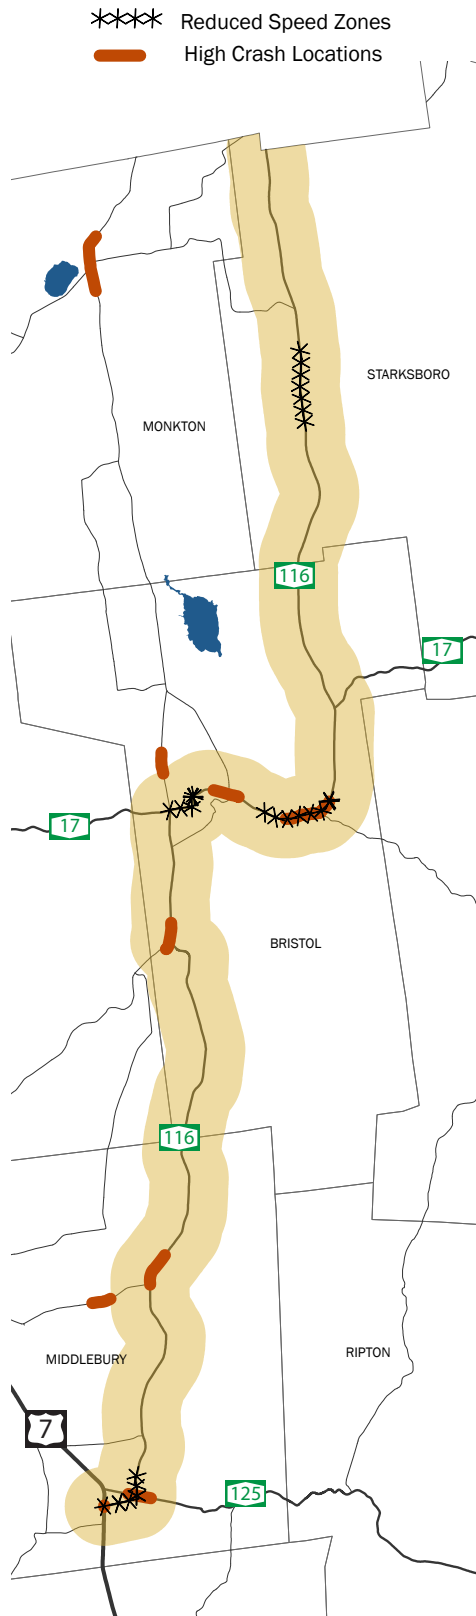 Reduced Speed Zones
High Crash Locations
STARKSBORO
MONKTON
116
17
17
BRISTOL
116
RIPTON
MIDDLEBURY
7
125